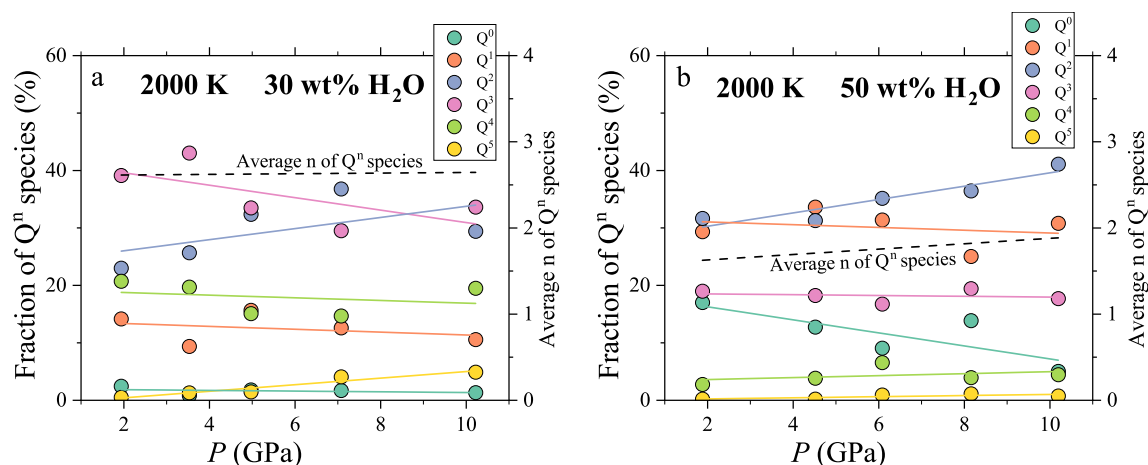 a
2000 K 30 wt% H₂O
Q⁰
Q¹
Q²
Q³
Q⁴
Q⁵
Average n of Qⁿ species
Fraction of Qⁿ species (%)
60
40
20
0
Average n of Qⁿ species
4
3
2
1
0
2 4 6 8 10
P (GPa)
b
2000 K 50 wt% H₂O
Q⁰
Q¹
Q²
Q³
Q⁴
Q⁵
Average n of Qⁿ species
Fraction of Qⁿ species (%)
60
40
20
0
Average n of Qⁿ species
4
3
2
1
0
2 4 6 8 10
P (GPa)